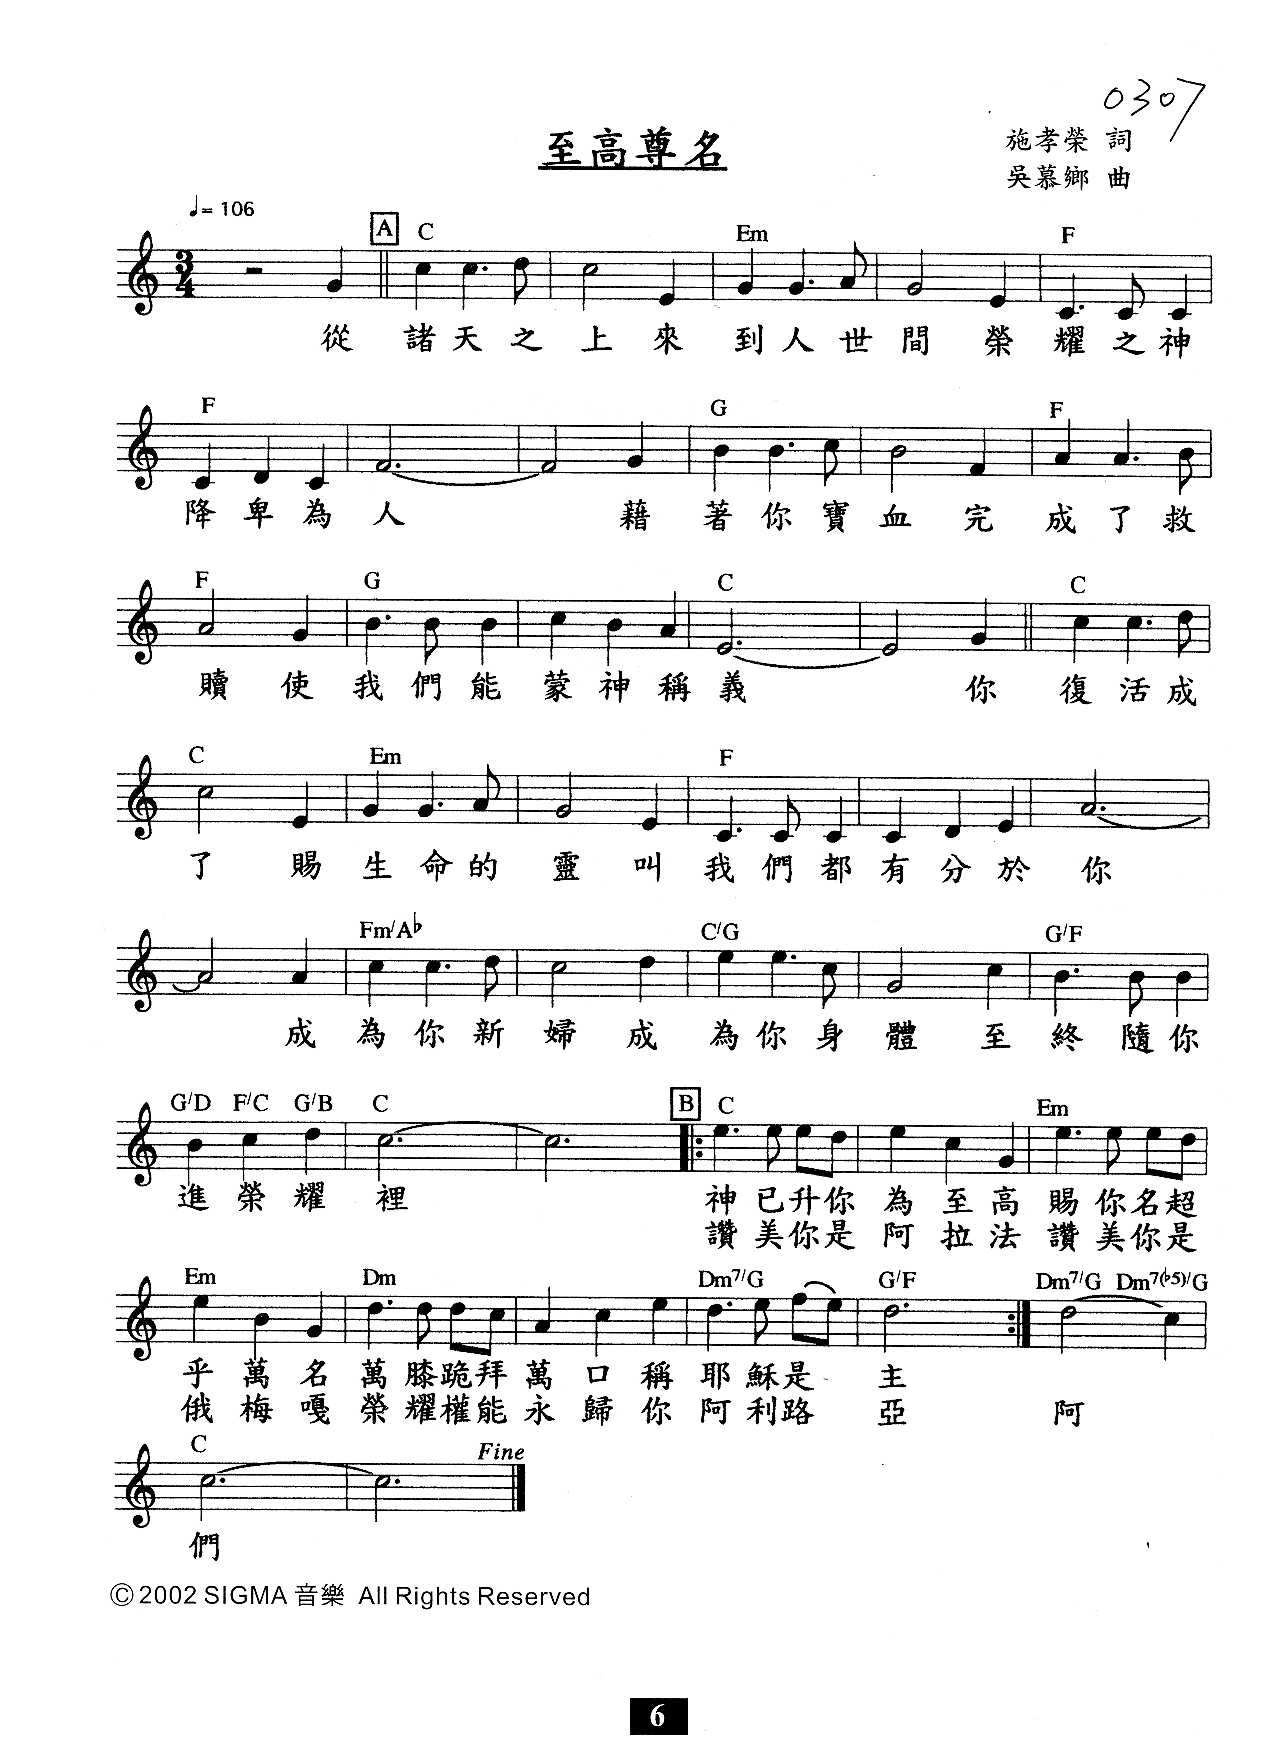 0307
至高尊名
施孝榮 詞
吳慕鄉 曲
♩= 106
A C Em F
3/4
從 諸天之上來到人世間榮耀之神
F G F
降卑為人 藉著你寶血完成了救
F G C C
贖使我們能蒙神稱義 你復活成
C Em F
了賜生命的靈叫我們都有分於你
Fm/A♭ C/G G/F
成為你新婦成為你身體至終隨你
G/D F/C G/B C B C Em
進榮耀裡 神已升你為至高賜你名超
讚美你是阿拉法讚美你是
Em Dm Dm7/G G/F Dm7/G Dm7(♭5)/G
乎萬名萬膝跪拜萬口稱耶穌是主
俄梅嘎榮耀權能永歸你阿利路亞 阿
C Fine
們
©2002 SIGMA 音樂 All Rights Reserved
6